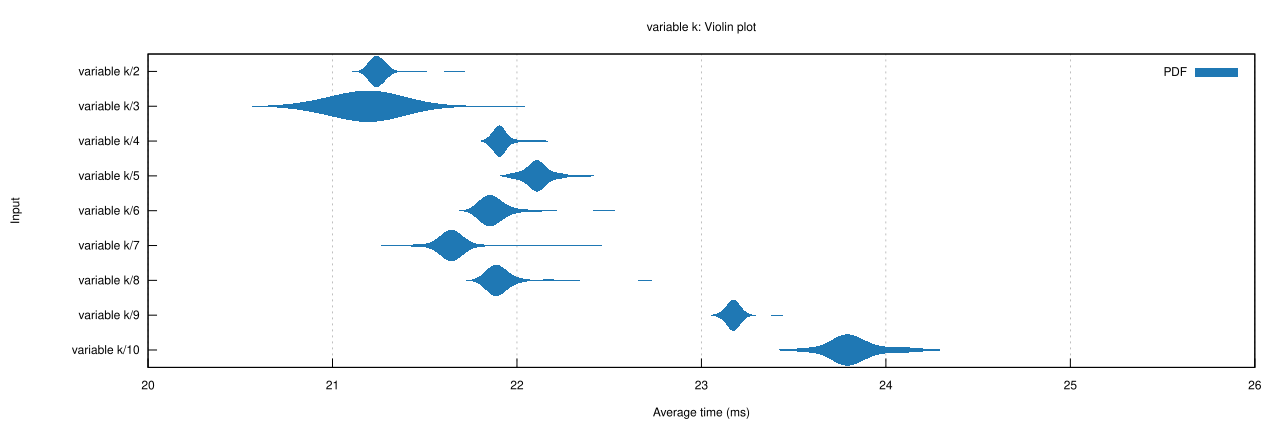 variable k: Violin plot
PDF
Input
variable k/2
variable k/3
variable k/4
variable k/5
variable k/6
variable k/7
variable k/8
variable k/9
variable k/10
20 21 22 23 24 25 26
Average time (ms)